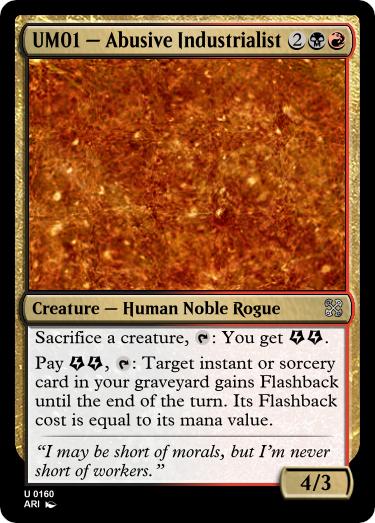 UM01 — Abusive Industrialist 2
Creature — Human Noble Rogue
Sacrifice a creature, : You get .
Pay , : Target instant or sorcery
card in your graveyard gains Flashback
until the end of the turn. Its Flashback
cost is equal to its mana value.
“I may be short of morals, but I’m never
short of workers.”
4/3
U 0160
ARI